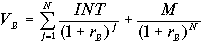 V_B = \sum_{j=1}^{N} \frac{INT}{(1 + r_B)^j} + \frac{M}{(1 + r_B)^N}